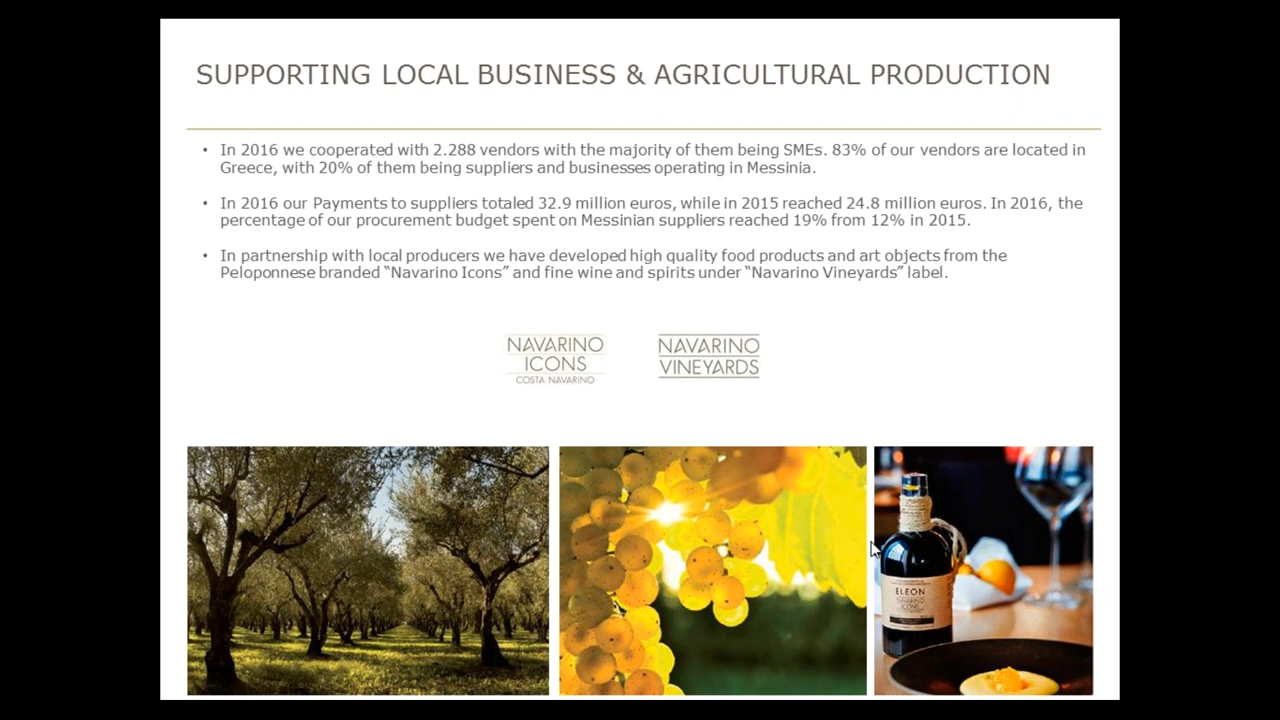 SUPPORTING LOCAL BUSINESS & AGRICULTURAL PRODUCTION
• In 2016 we cooperated with 2.288 vendors with the majority of them being SMEs. 83% of our vendors are located in
Greece, with 20% of them being suppliers and businesses operating in Messinia.
• In 2016 our Payments to suppliers totaled 32.9 million euros, while in 2015 reached 24.8 million euros. In 2016, the
percentage of our procurement budget spent on Messinian suppliers reached 19% from 12% in 2015.
• In partnership with local producers we have developed high quality food products and art objects from the
Peloponnese branded “Navarino Icons” and fine wine and spirits under “Navarino Vineyards” label.
NAVARINO
ICONS
COSTA NAVARINO
NAVARINO
VINEYARDS
ELEON
NAVARINO
ICONS